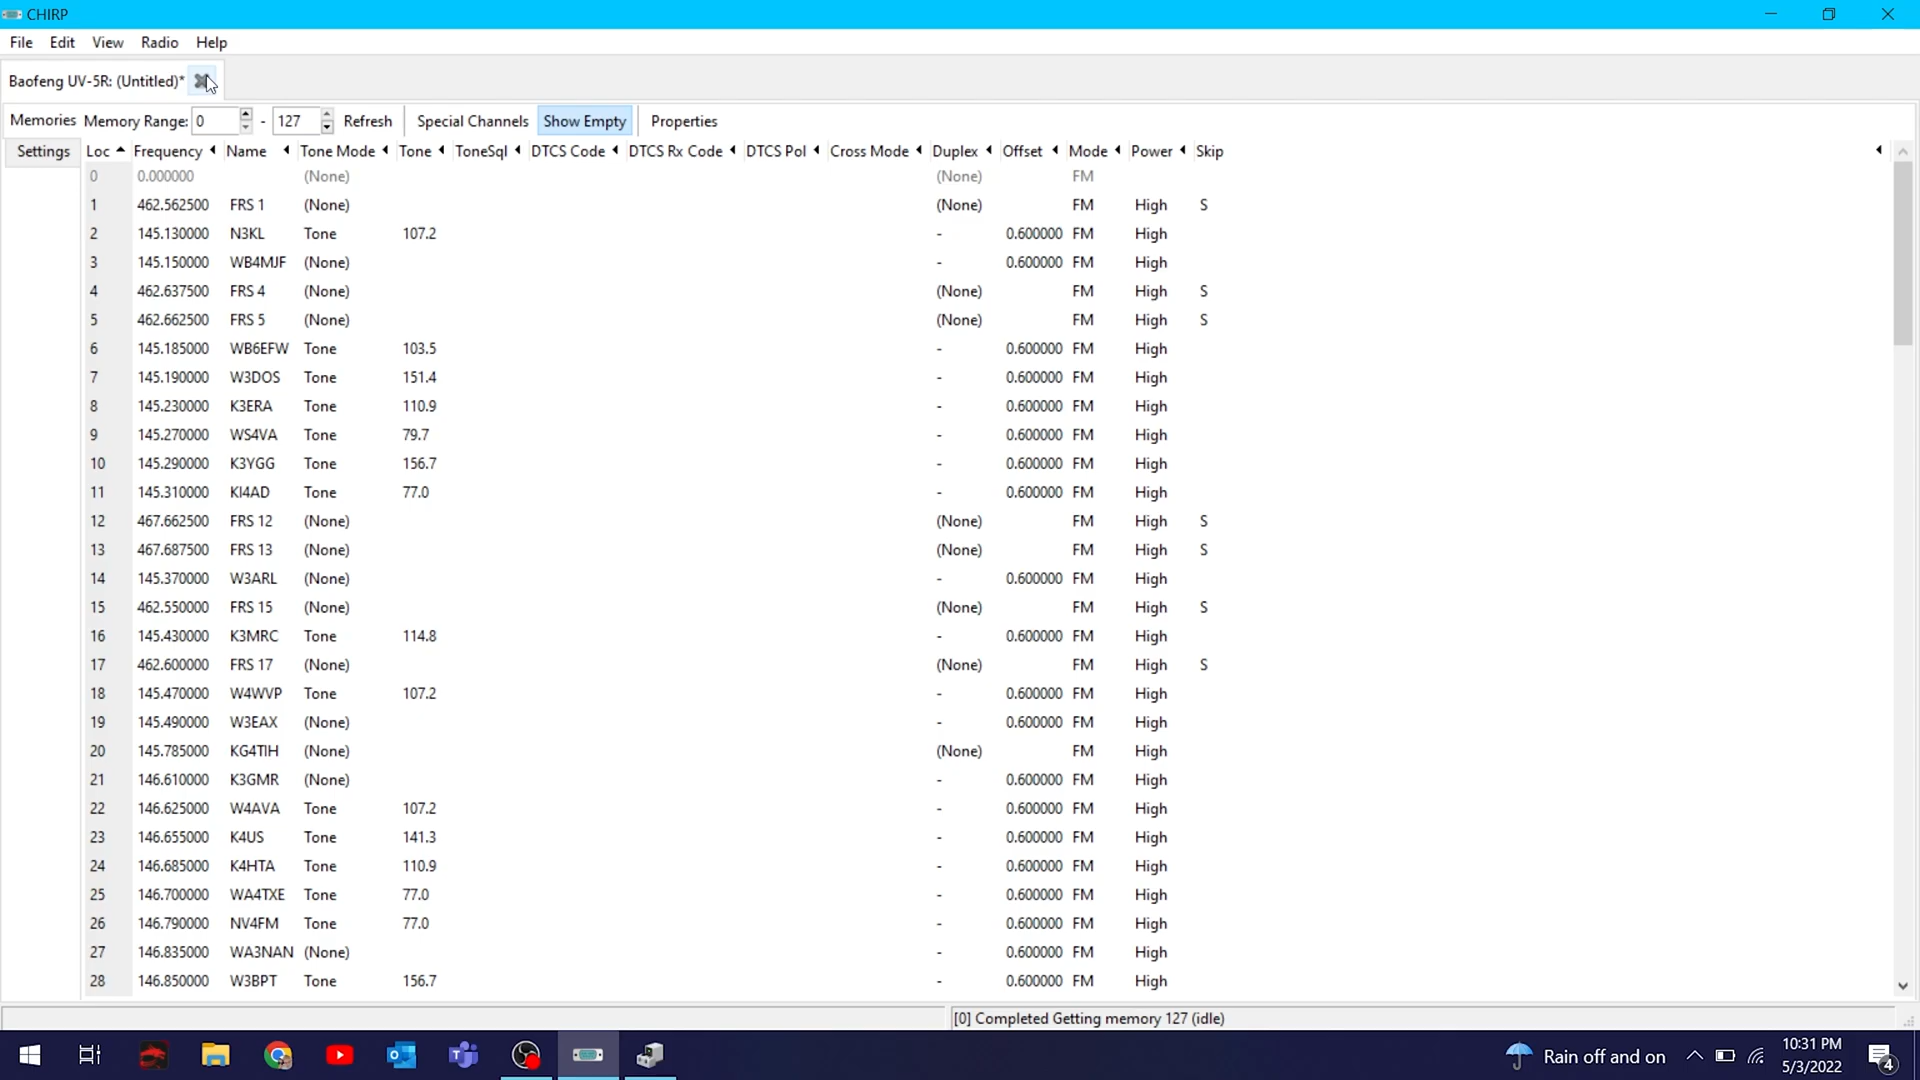 CHIRP
File Edit View Radio Help
Baofeng UV-5R: (Untitled)*
Memories Memory Range: 0 - 127 Refresh Special Channels Show Empty Properties
Settings Loc Frequency Name Tone Mode Tone ToneSql DTCS Code DTCS Rx Code DTCS Pol Cross Mode Duplex Offset Mode Power Skip
0 0.000000 (None) (None) FM
1 462.562500 FRS 1 (None) (None) FM High S
2 145.130000 N3KL Tone 107.2 - 0.600000 FM High
3 145.150000 WB4MJF (None) - 0.600000 FM High
4 462.637500 FRS 4 (None) (None) FM High S
5 462.662500 FRS 5 (None) (None) FM High S
6 145.185000 WB6EFW Tone 103.5 - 0.600000 FM High
7 145.190000 W3DOS Tone 151.4 - 0.600000 FM High
8 145.230000 K3ERA Tone 110.9 - 0.600000 FM High
9 145.270000 WS4VA Tone 79.7 - 0.600000 FM High
10 145.290000 K3YGG Tone 156.7 - 0.600000 FM High
11 145.310000 KI4AD Tone 77.0 - 0.600000 FM High
12 467.662500 FRS 12 (None) (None) FM High S
13 467.687500 FRS 13 (None) (None) FM High S
14 145.370000 W3ARL (None) - 0.600000 FM High
15 462.550000 FRS 15 (None) (None) FM High S
16 145.430000 K3MRC Tone 114.8 - 0.600000 FM High
17 462.600000 FRS 17 (None) (None) FM High S
18 145.470000 W4WVP Tone 107.2 - 0.600000 FM High
19 145.490000 W3EAX (None) - 0.600000 FM High
20 145.785000 KG4TIH (None) (None) FM High
21 146.610000 K3GMR (None) - 0.600000 FM High
22 146.625000 W4AVA Tone 107.2 - 0.600000 FM High
23 146.655000 K4US Tone 141.3 - 0.600000 FM High
24 146.685000 K4HTA Tone 110.9 - 0.600000 FM High
25 146.700000 WA4TXE Tone 77.0 - 0.600000 FM High
26 146.790000 NV4FM Tone 77.0 - 0.600000 FM High
27 146.835000 WA3NAN (None) - 0.600000 FM High
28 146.850000 W3BPT Tone 156.7 - 0.600000 FM High
[0] Completed Getting memory 127 (idle)
Rain off and on
10:31 PM
5/3/2022
4